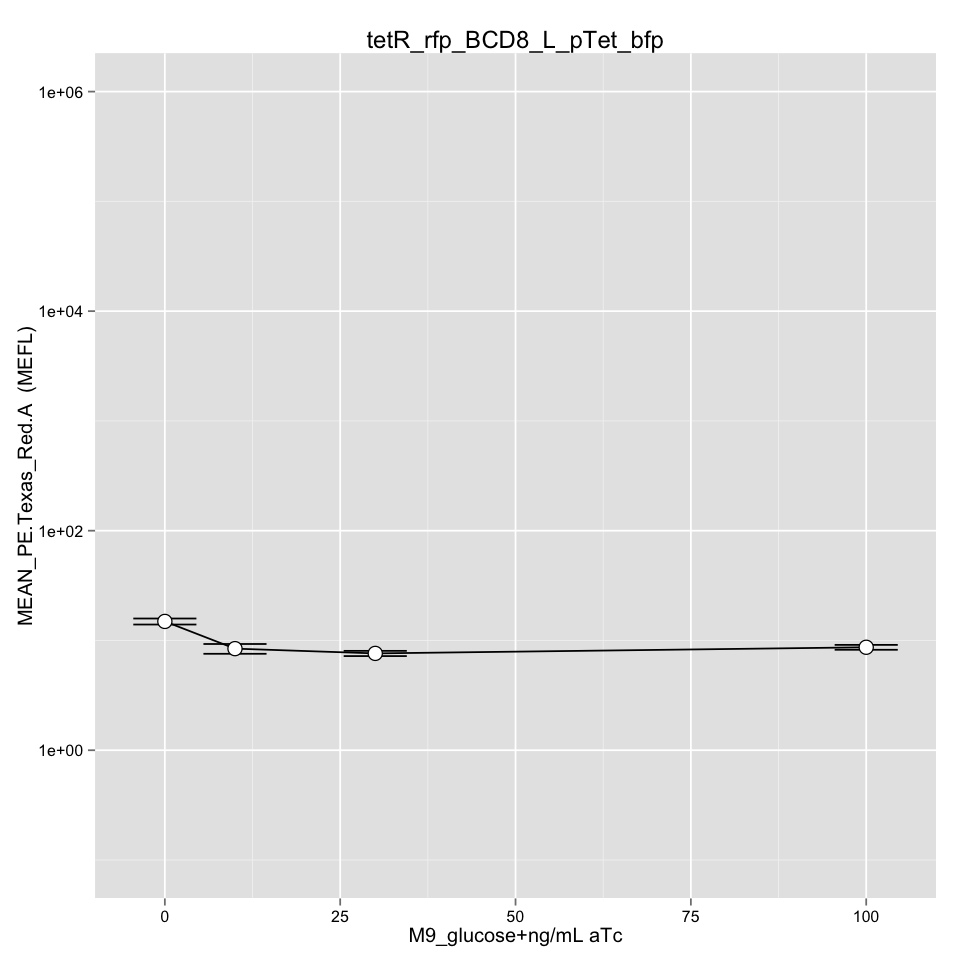 tetR_rfp_BCD8_L_pTet_bfp
MEAN_PE.Texas_Red.A (MEFL)
1e+06
1e+04
1e+02
1e+00
0 25 50 75 100
M9_glucose+ng/mL aTc